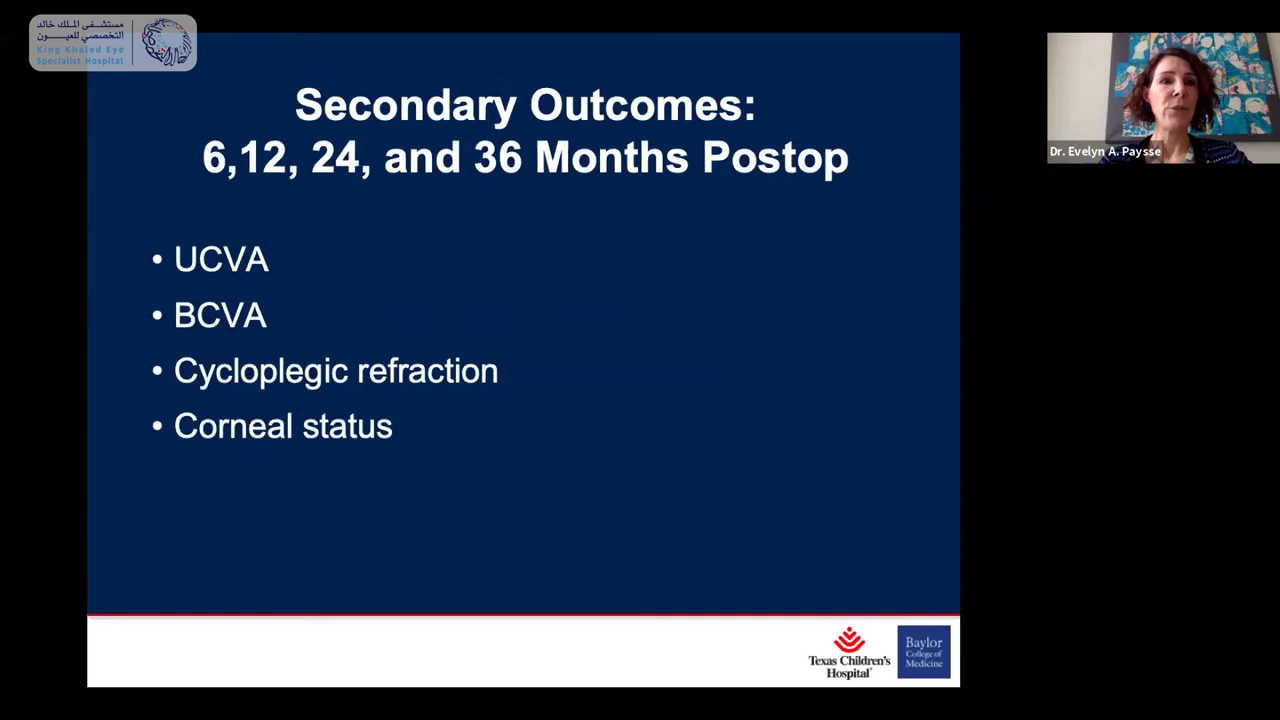 مستشفى الملك خالد
التخصصي للعيون
King Khaled Eye
Specialist Hospital
Secondary Outcomes:
6,12, 24, and 36 Months Postop
• UCVA
• BCVA
• Cycloplegic refraction
• Corneal status
Dr. Evelyn A. Paysse
Texas Children's
Hospital
Baylor
College of
Medicine